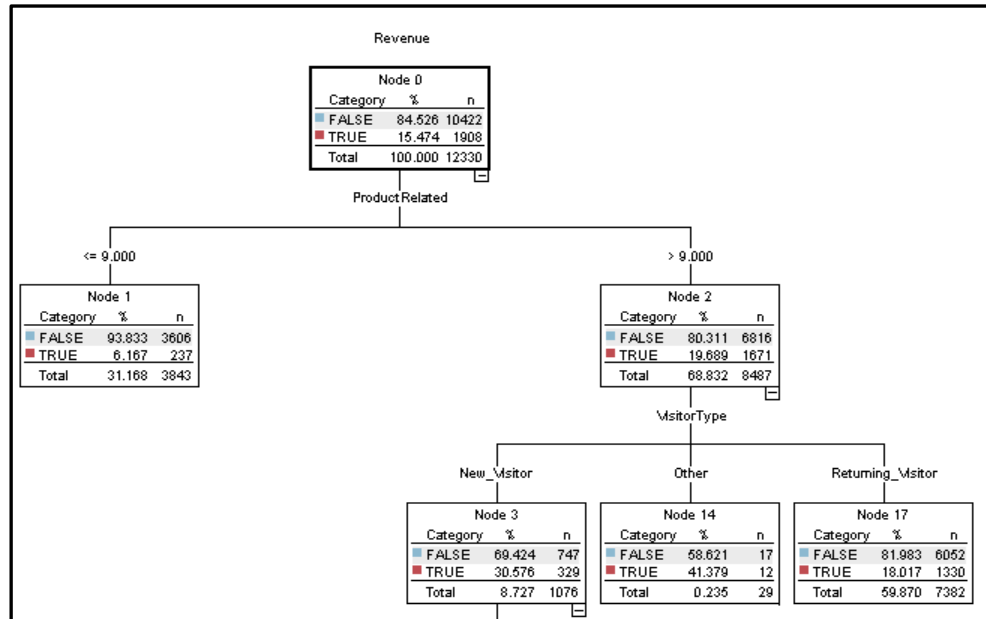 Revenue
Node 0
Category % n
FALSE 84.526 10422
TRUE 15.474 1908
Total 100.000 12330
ProductRelated
<= 9.000
> 9.000
Node 1
Category % n
FALSE 93.833 3606
TRUE 6.167 237
Total 31.168 3843
Node 2
Category % n
FALSE 80.311 6816
TRUE 19.689 1671
Total 68.832 8487
VisitorType
New_Visitor
Other
Returning_Visitor
Node 3
Category % n
FALSE 69.424 747
TRUE 30.576 329
Total 8.727 1076
Node 14
Category % n
FALSE 58.621 17
TRUE 41.379 12
Total 0.235 29
Node 17
Category % n
FALSE 81.983 6052
TRUE 18.017 1330
Total 59.870 7382